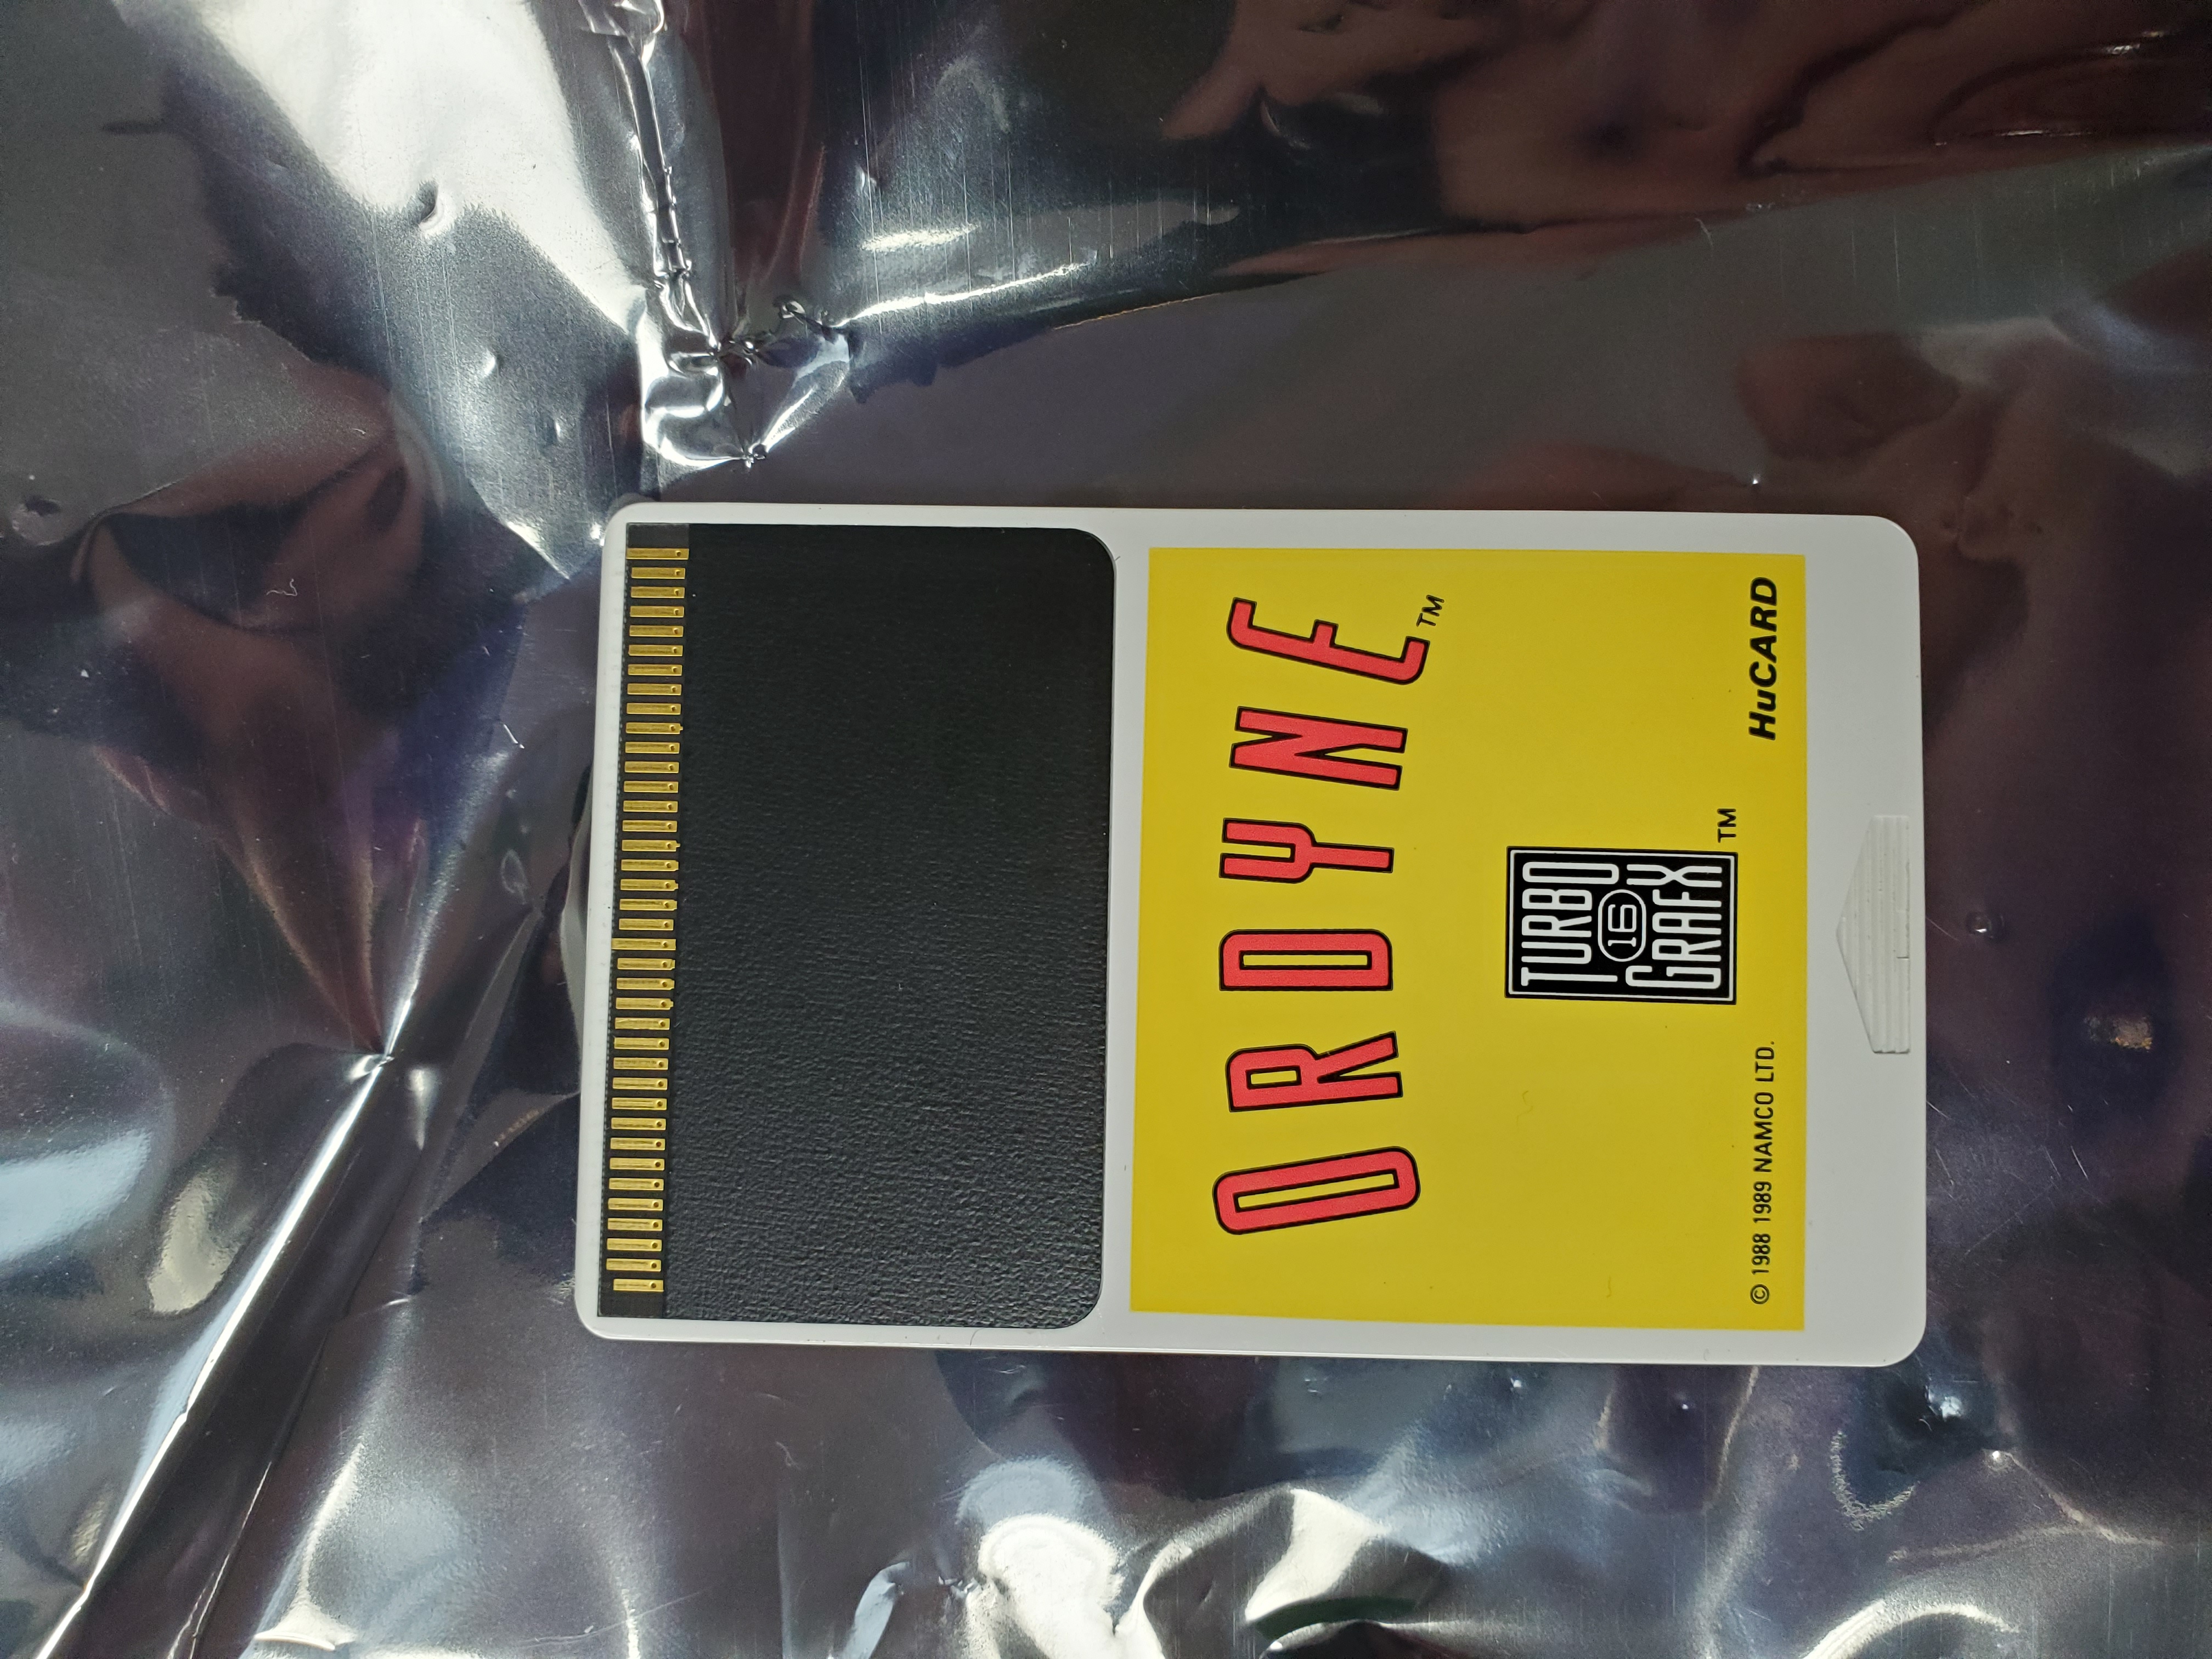 ORDYNE™
TURBO
16
GRAFX™
© 1988 1989 NAMCO LTD.
HuCARD